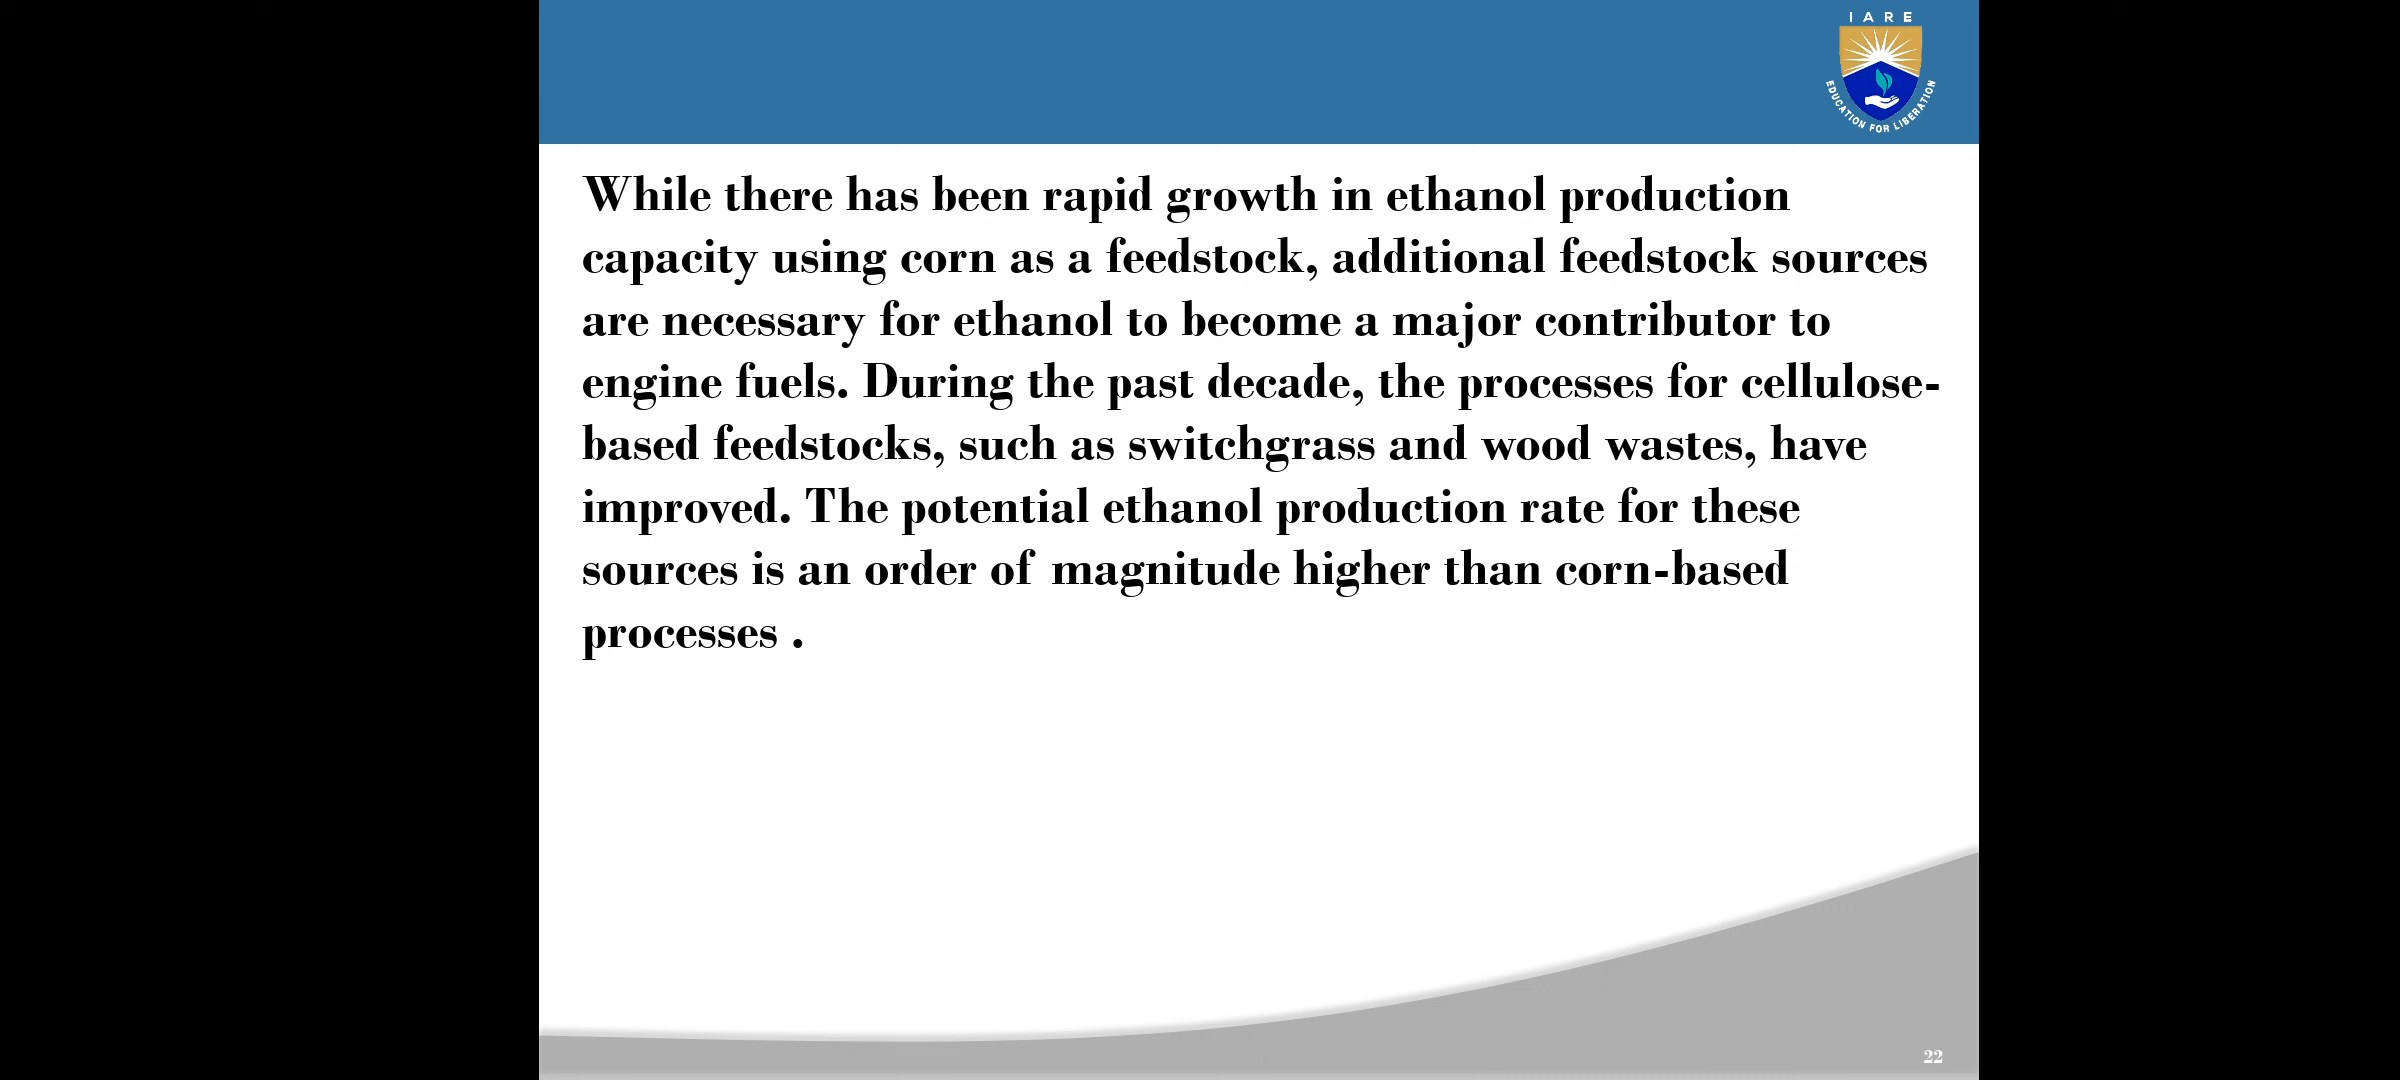 I A R E
EDUCATION FOR LIBERATION
While there has been rapid growth in ethanol production
capacity using corn as a feedstock, additional feedstock sources
are necessary for ethanol to become a major contributor to
engine fuels. During the past decade, the processes for cellulose-
based feedstocks, such as switchgrass and wood wastes, have
improved. The potential ethanol production rate for these
sources is an order of magnitude higher than corn-based
processes .
22